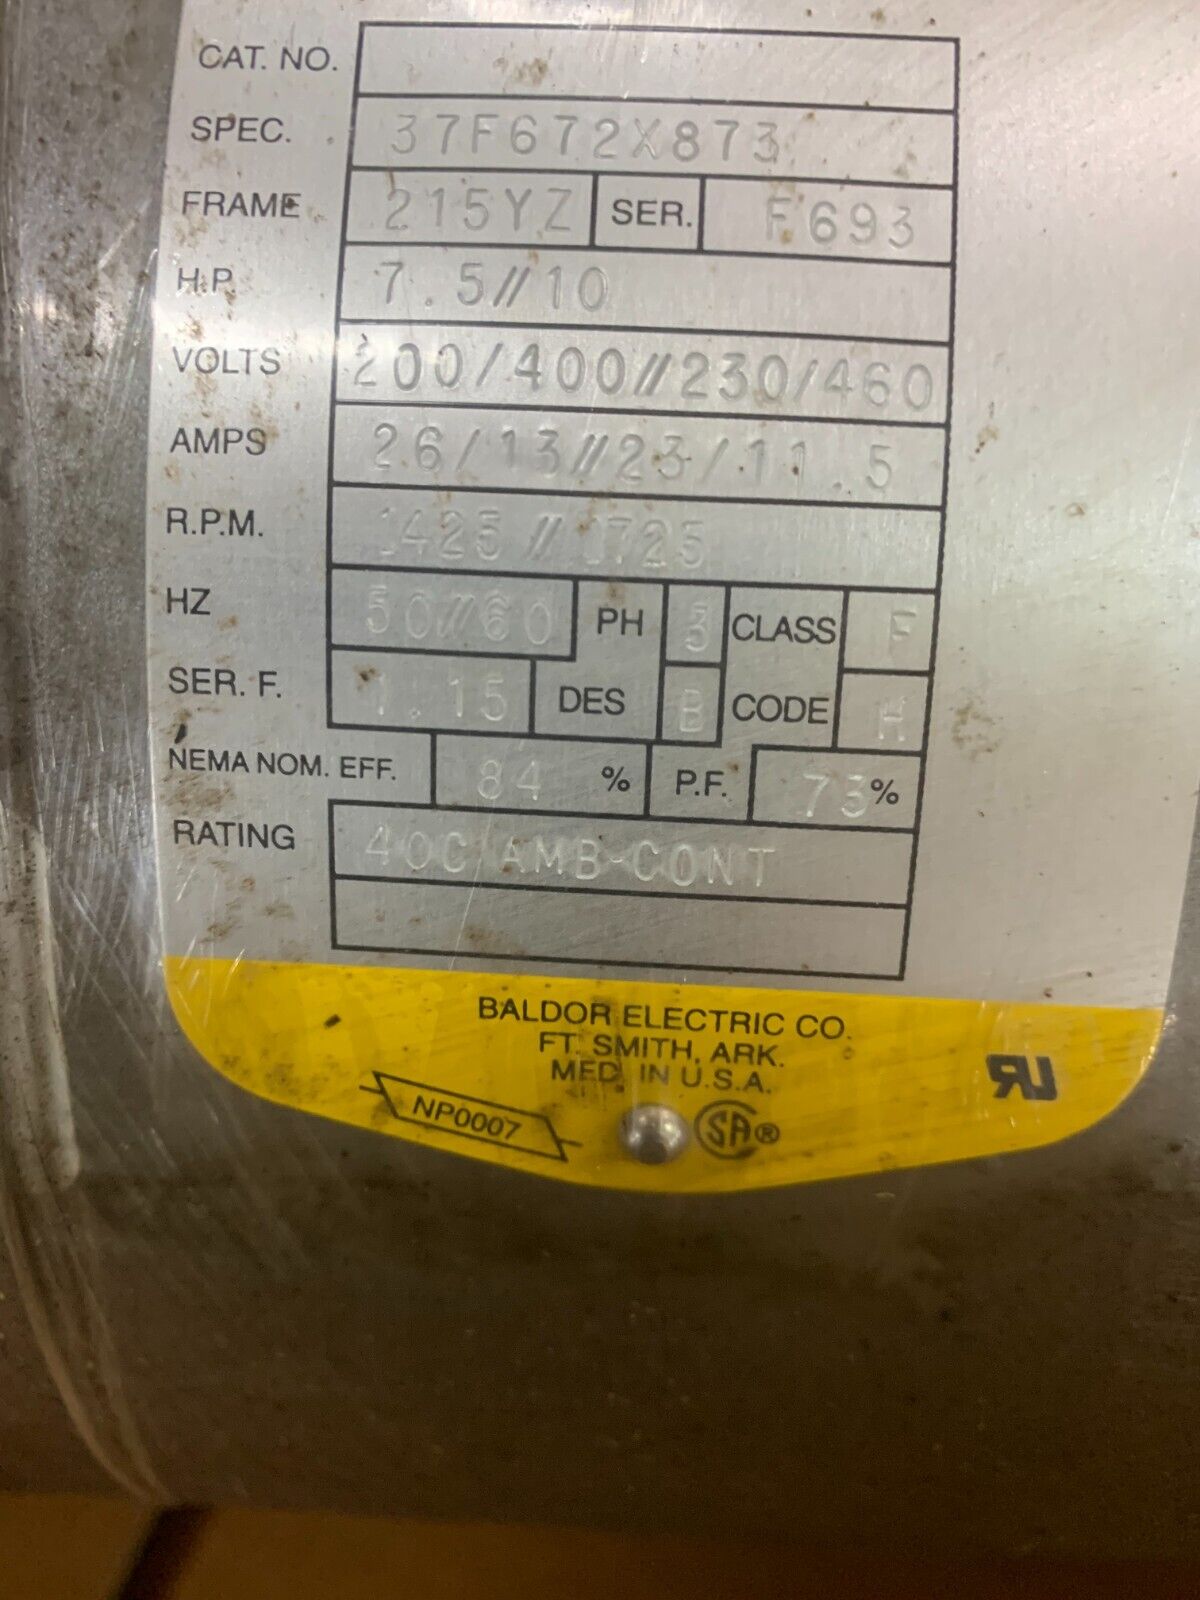 CAT. NO.
SPEC. 37F672X873
FRAME 215YZ SER. F693
H.P. 7.5//10
VOLTS 200/400//230/460
AMPS 26/13//23/11.5
R.P.M. 1425//1725
HZ 50//60 PH 3 CLASS F
SER. F. 1.15 DES B CODE H
NEMA NOM. EFF. 84 % P.F. 73%
RATING 40C AMB-CONT
BALDOR ELECTRIC CO.
FT. SMITH, ARK.
MFD. IN U.S.A.
NP0007
SA®
UR